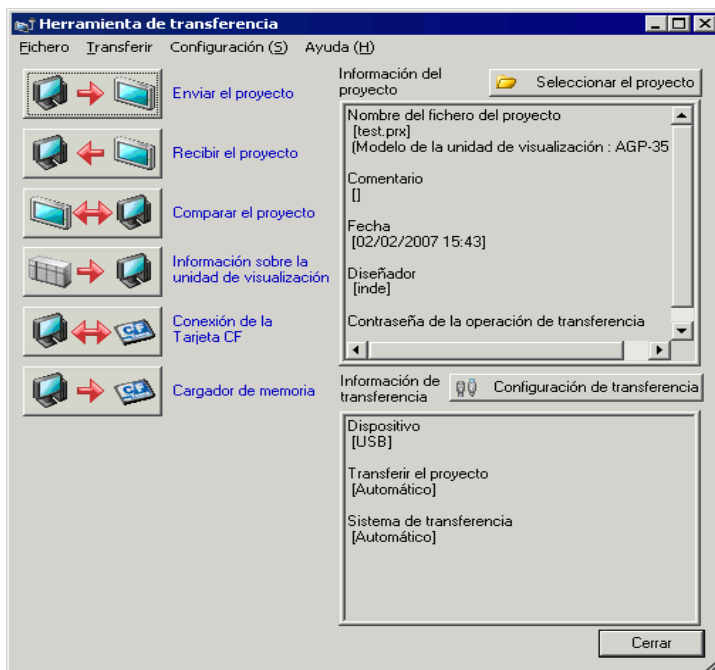 Herramienta de transferencia
Fichero Transferir Configuración (S) Ayuda (H)
Enviar el proyecto
Recibir el proyecto
Comparar el proyecto
Información sobre la
unidad de visualización
Conexión de la
Tarjeta CF
Cargador de memoria
Información del
proyecto
Seleccionar el proyecto
Nombre del fichero del proyecto
[test.prx]
(Modelo de la unidad de visualización : AGP-35
Comentario
[]
Fecha
[02/02/2007 15:43]
Diseñador
[inde]
Contraseña de la operación de transferencia
Información de
transferencia
Configuración de transferencia
Dispositivo
[USB]
Transferir el proyecto
[Automático]
Sistema de transferencia
[Automático]
Cerrar